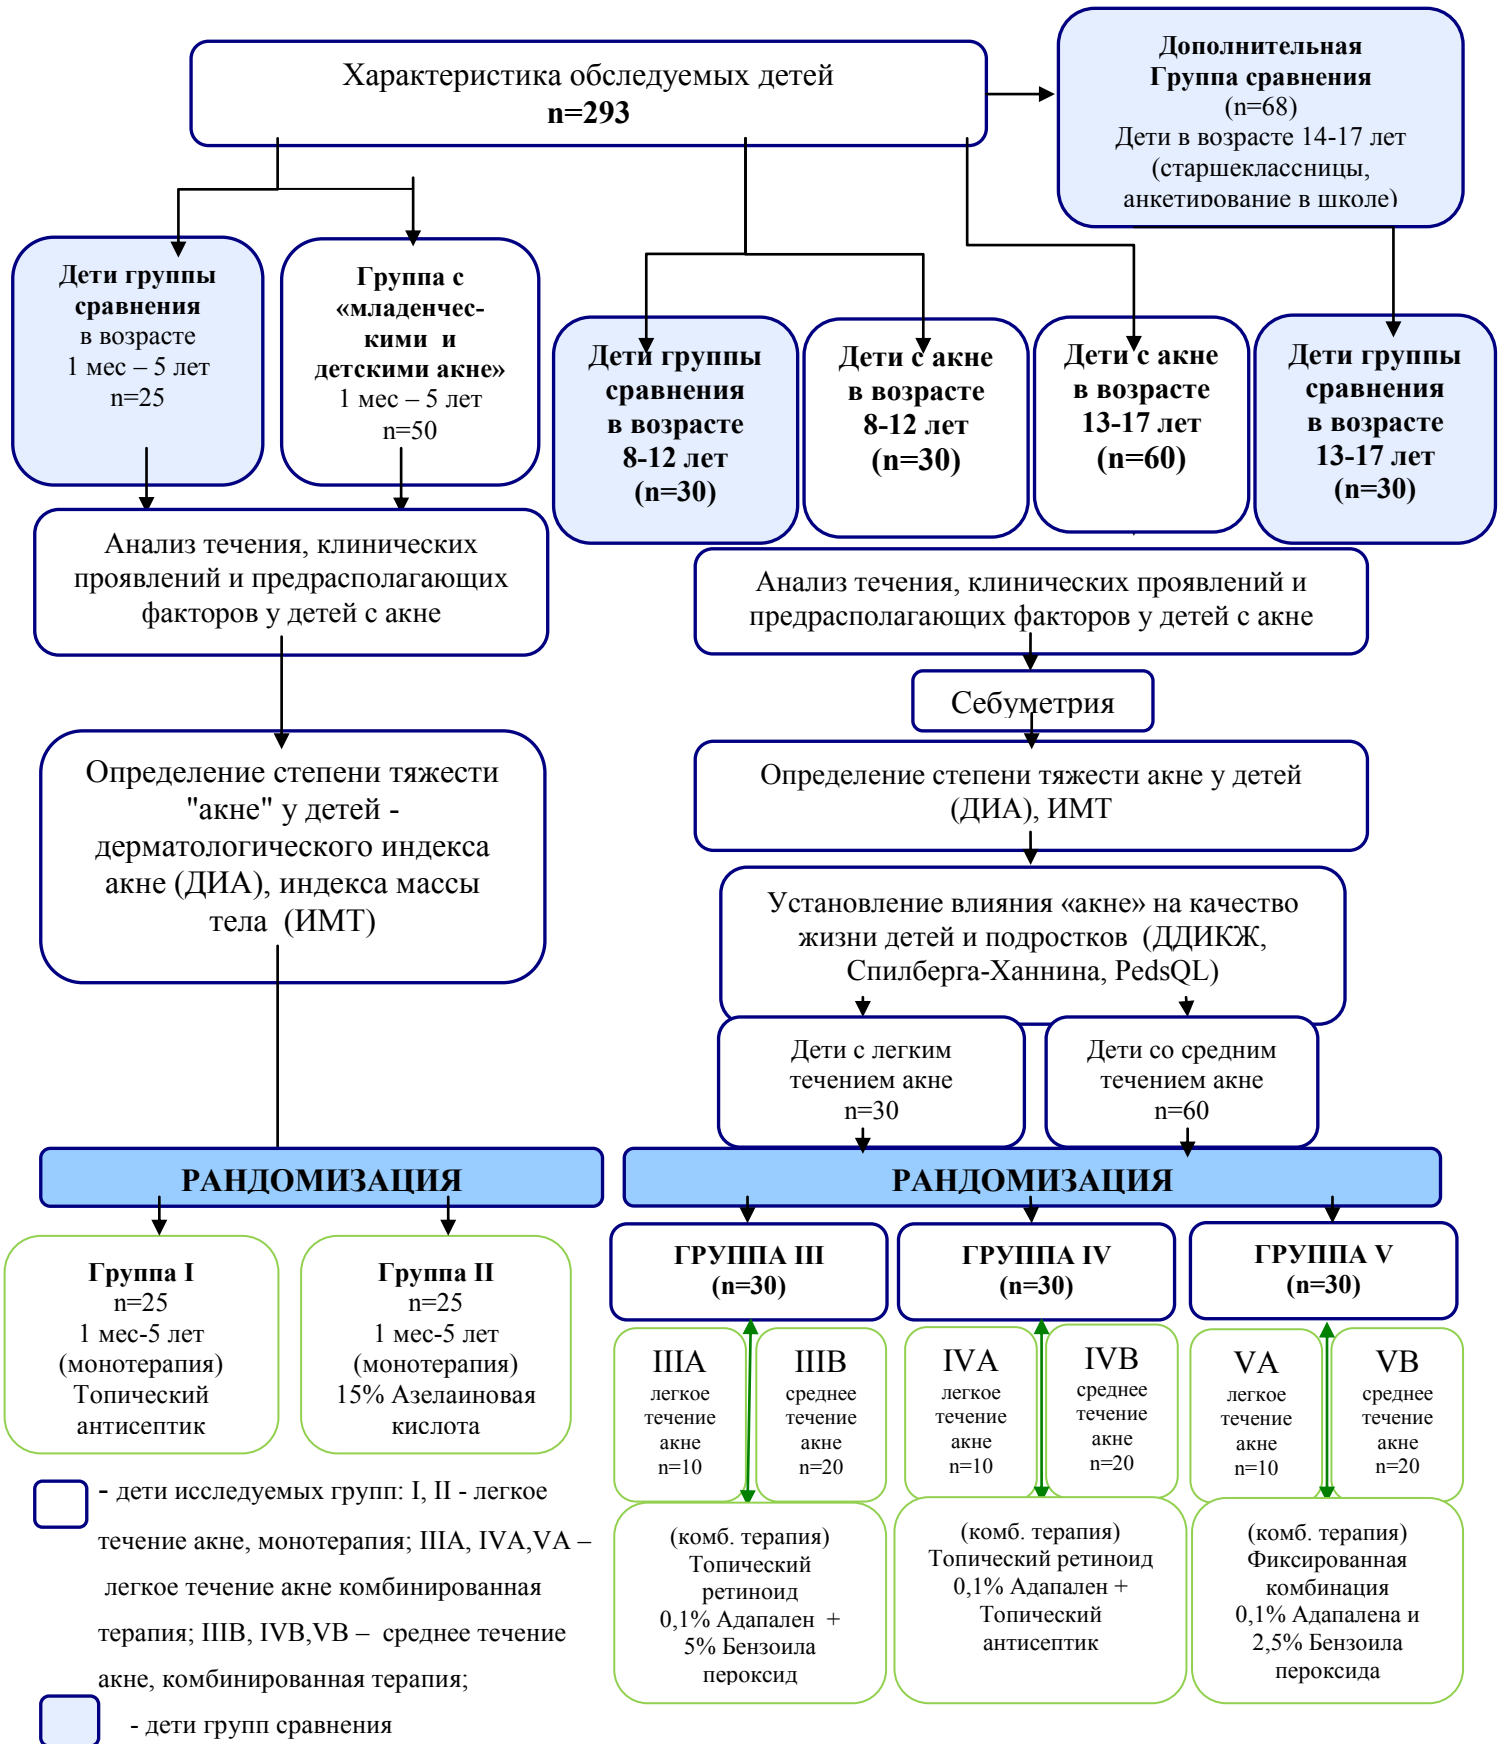 Характеристика обследуемых детей
n=293
Дополнительная
Группа сравнения
(n=68)
Дети в возрасте 14-17 лет
(старшеклассницы,
анкетирование в школе)
Дети группы
сравнения
в возрасте
1 мес – 5 лет
n=25
Группа с
«младенчес-
кими и
детскими акне»
1 мес – 5 лет
n=50
Дети группы
сравнения
в возрасте
8-12 лет
(n=30)
Дети с акне
в возрасте
8-12 лет
(n=30)
Дети с акне
в возрасте
13-17 лет
(n=60)
Дети группы
сравнения
в возрасте
13-17 лет
(n=30)
Анализ течения, клинических
проявлений и предрасполагающих
факторов у детей с акне
Анализ течения, клинических проявлений и
предрасполагающих факторов у детей с акне
Себуметрия
Определение степени тяжести
"акне" у детей -
дерматологического индекса
акне (ДИА), индекса массы
тела (ИМТ)
Определение степени тяжести акне у детей
(ДИА), ИМТ
Установление влияния «акне» на качество
жизни детей и подростков (ДДИКЖ,
Спилберга-Ханнина, PedsQL)
Дети с легким
течением акне
n=30
Дети со средним
течением акне
n=60
РАНДОМИЗАЦИЯ
РАНДОМИЗАЦИЯ
Группа I
n=25
1 мес-5 лет
(монотерапия)
Топический
антисептик
Группа II
n=25
1 мес-5 лет
(монотерапия)
15% Азелаиновая
кислота
ГРУППА III
(n=30)
ГРУППА IV
(n=30)
ГРУППА V
(n=30)
IIIА
легкое
течение
акне
n=10
IIIВ
среднее
течение
акне
n=20
IVА
легкое
течение
акне
n=10
IVВ
среднее
течение
акне
n=20
VА
легкое
течение
акне
n=10
VВ
среднее
течение
акне
n=20
(комб. терапия)
Топический
ретиноид
0,1% Адапален +
5% Бензоила
пероксид
(комб. терапия)
Топический ретиноид
0,1% Адапален +
Топический
антисептик
(комб. терапия)
Фиксированная
комбинация
0,1% Адапалена и
2,5% Бензоила
пероксида
- дети исследуемых групп: I, II - легкое
течение акне, монотерапия; IIIА, IVА,VА –
легкое течение акне комбинированная
терапия; IIIВ, IVВ,VВ – среднее течение
акне, комбинированная терапия;
- дети групп сравнения